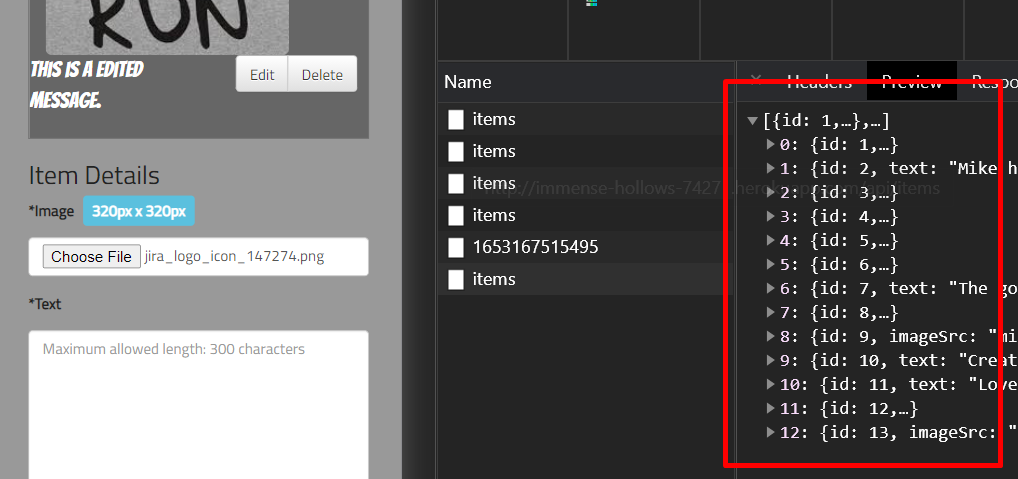 RUN
THIS IS A EDITED
MESSAGE.
Edit
Delete
Item Details
*Image
320px x 320px
Choose File
jira_logo_icon_147274.png
*Text
Maximum allowed length: 300 characters
Name
items
items
items
items
1653167515495
items
Headers
Preview
Respo
[{id: 1,…},…]
0: {id: 1,…}
1: {id: 2, text: "Mike h
2: {id: 3,…}
3: {id: 4,…}
4: {id: 5,…}
5: {id: 6,…}
6: {id: 7, text: "The go
7: {id: 8,…}
8: {id: 9, imageSrc: "mi
9: {id: 10, text: "Creat
10: {id: 11, text: "Love
11: {id: 12,…}
12: {id: 13, imageSrc: "